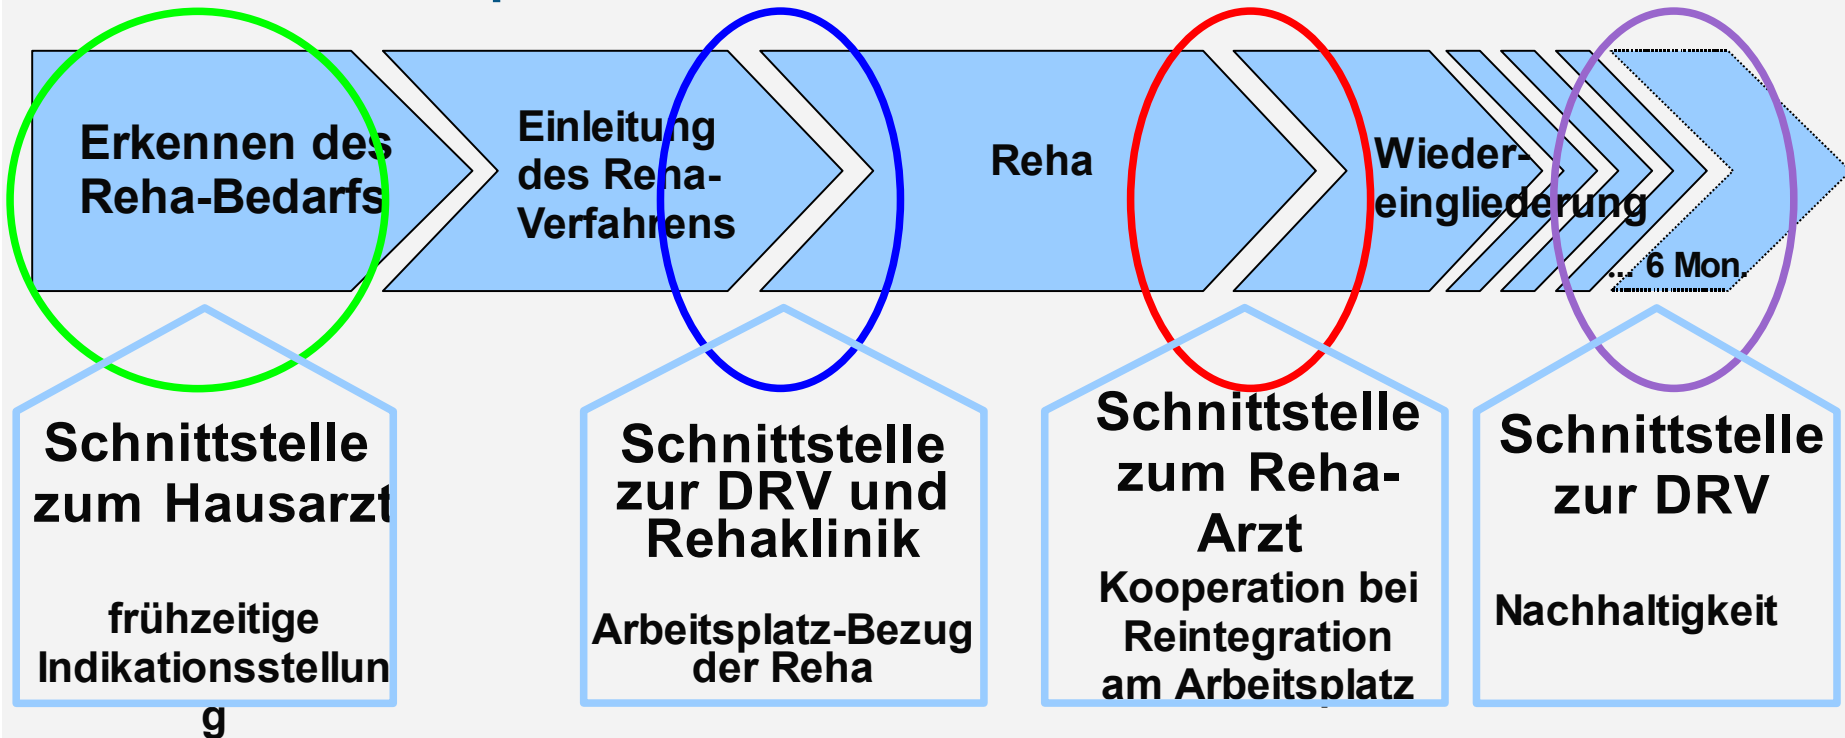 Erkennen des
Reha-Bedarfs
Einleitung
des Reha-
Verfahrens
Reha
Wieder-
eingliederung
... 6 Mon.
Schnittstelle
zum Hausarzt
frühzeitige
Indikationsstellun
g
Schnittstelle
zur DRV und
Rehaklinik
Arbeitsplatz-Bezug
der Reha
Schnittstelle
zum Reha-
Arzt
Kooperation bei
Reintegration
am Arbeitsplatz
Schnittstelle
zur DRV
Nachhaltigkeit